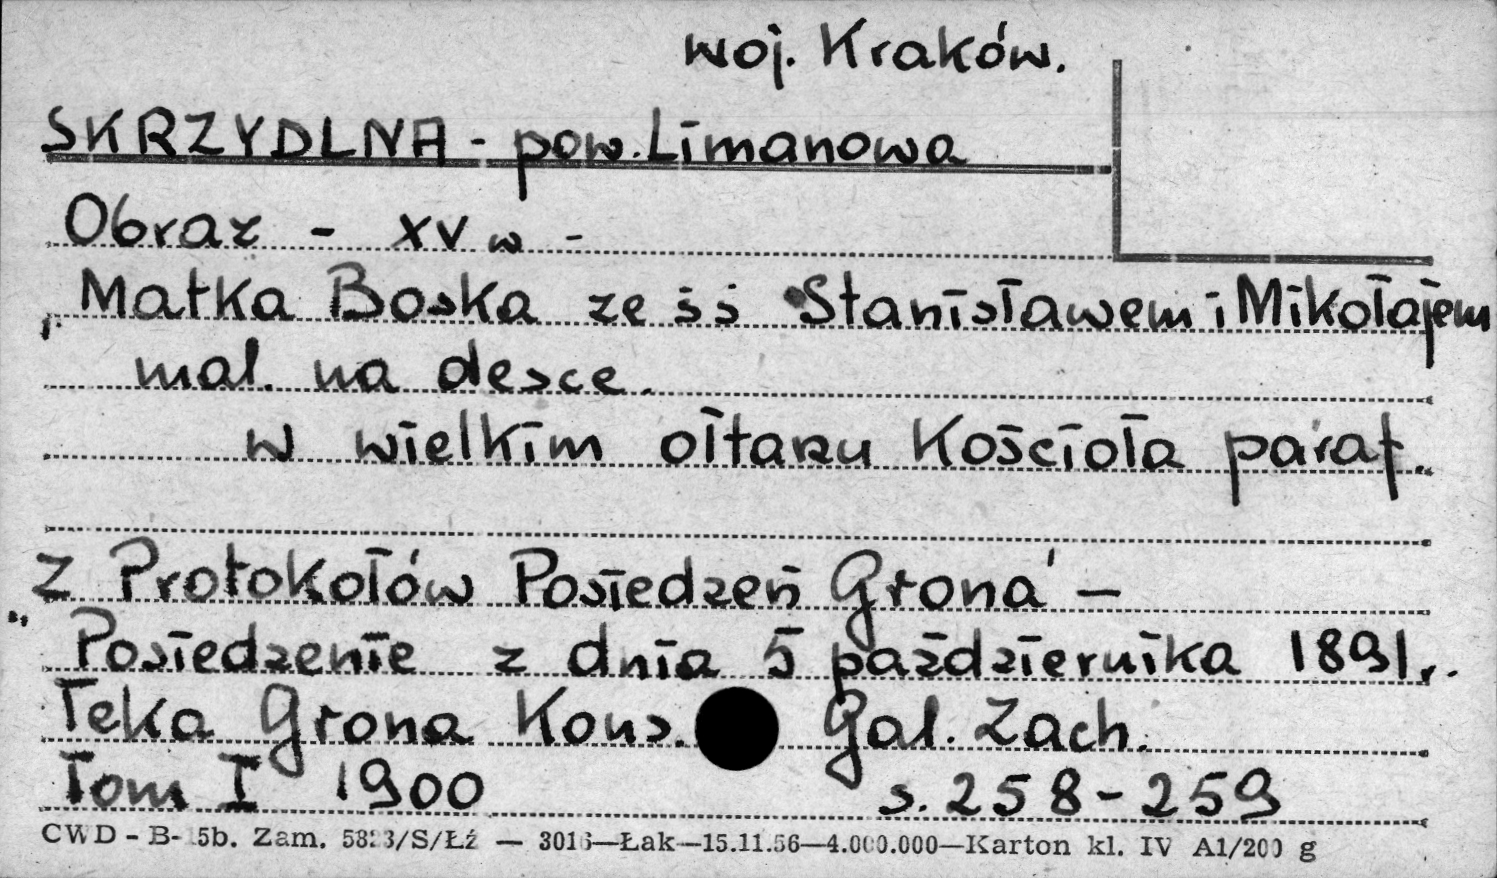 woj. Kraków.
SKRZYDLNA - pow. Limanowa
Obraz - XV w -
Matka Boska ze śś Stanisławem i Mikołajem
mal. na desce.
w wielkim ołtarzu Kościoła paraf.
Z Protokołów Posiedzeń Grona -
Posiedzenie z dnia 5 października 1891 r.
Teka Grona Kons. Gal. Zach.
Tom I 1900 s. 258-259
CWD - B- 5b. Zam. /S/Łź — —Łak—15.11.56—4.000.000—Karton kl. IV A1/200 g